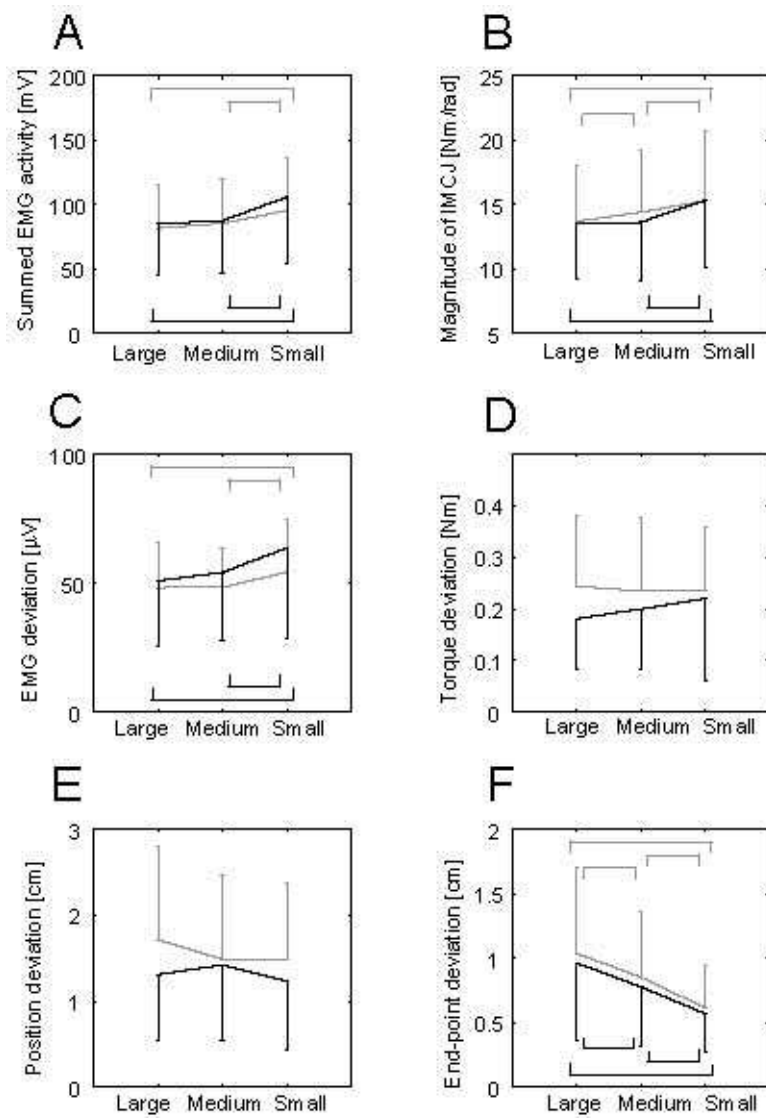 A
Summed EMG activity [mV]
200
150
100
50
0
Large Medium Small
B
Magnitude of IMCJ [Nm/rad]
25
20
15
10
5
Large Medium Small
C
EMG deviation [µV]
100
50
0
Large Medium Small
D
Torque deviation [Nm]
0.4
0.3
0.2
0.1
0
Large Medium Small
E
Position deviation [cm]
3
2
1
0
Large Medium Small
F
End-point deviation [cm]
2
1.5
1
0.5
0
Large Medium Small